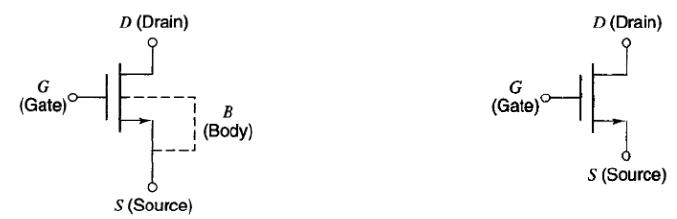 D (Drain)
G
(Gate)
B
(Body)
S (Source)
D (Drain)
G
(Gate)
S (Source)